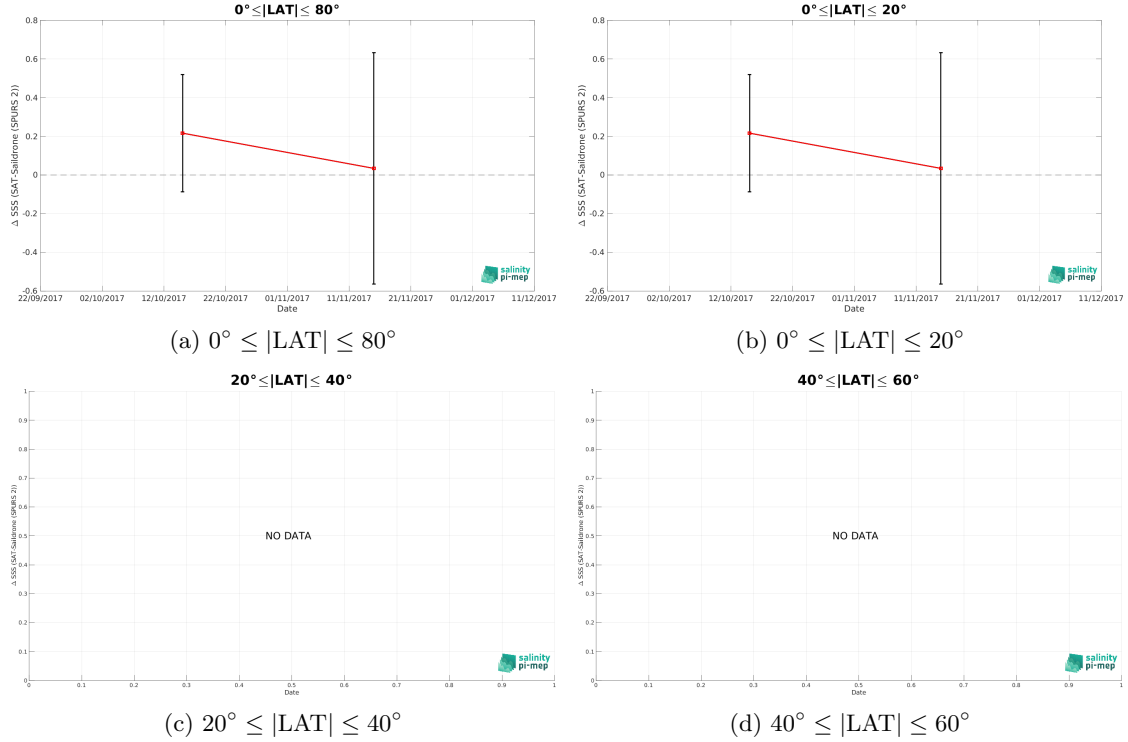 0°≤|LAT|≤ 80°
0.8
0.6
0.4
0.2
0
-0.2
-0.4
-0.6
Δ SSS (SAT-Saildrone (SPURS 2))
22/09/2017 02/10/2017 12/10/2017 22/10/2017 01/11/2017 11/11/2017 21/11/2017 01/12/2017 11/12/2017
Date
salinity
pi-mep
(a) 0° ≤ |LAT| ≤ 80°
0°≤|LAT|≤ 20°
0.8
0.6
0.4
0.2
0
-0.2
-0.4
-0.6
Δ SSS (SAT-Saildrone (SPURS 2))
22/09/2017 02/10/2017 12/10/2017 22/10/2017 01/11/2017 11/11/2017 21/11/2017 01/12/2017 11/12/2017
Date
salinity
pi-mep
(b) 0° ≤ |LAT| ≤ 20°
20°≤|LAT|≤ 40°
1
0.9
0.8
0.7
0.6
0.5
0.4
0.3
0.2
0.1
0
Δ SSS (SAT-Saildrone (SPURS 2))
NO DATA
0 0.1 0.2 0.3 0.4 0.5 0.6 0.7 0.8 0.9 1
Date
salinity
pi-mep
(c) 20° ≤ |LAT| ≤ 40°
40°≤|LAT|≤ 60°
1
0.9
0.8
0.7
0.6
0.5
0.4
0.3
0.2
0.1
0
Δ SSS (SAT-Saildrone (SPURS 2))
NO DATA
0 0.1 0.2 0.3 0.4 0.5 0.6 0.7 0.8 0.9 1
Date
salinity
pi-mep
(d) 40° ≤ |LAT| ≤ 60°